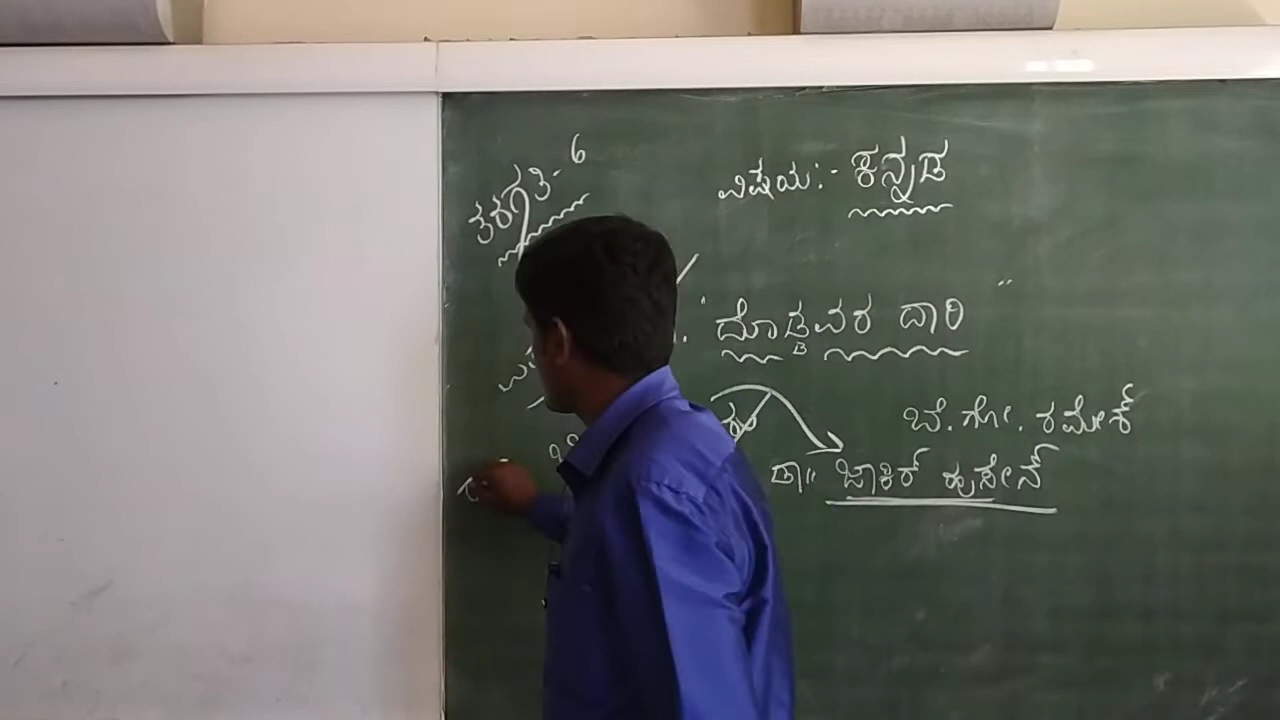 ತರಗತಿ- 6
ವಿಷಯ:- ಕನ್ನಡ
" ದೊಡ್ಡವರ ದಾರಿ "
ಬೆ. ಗೋ. ರಮೇಶ್
ಡಾ|| ಜಾಕಿರ್ ಹುಸೇನ್